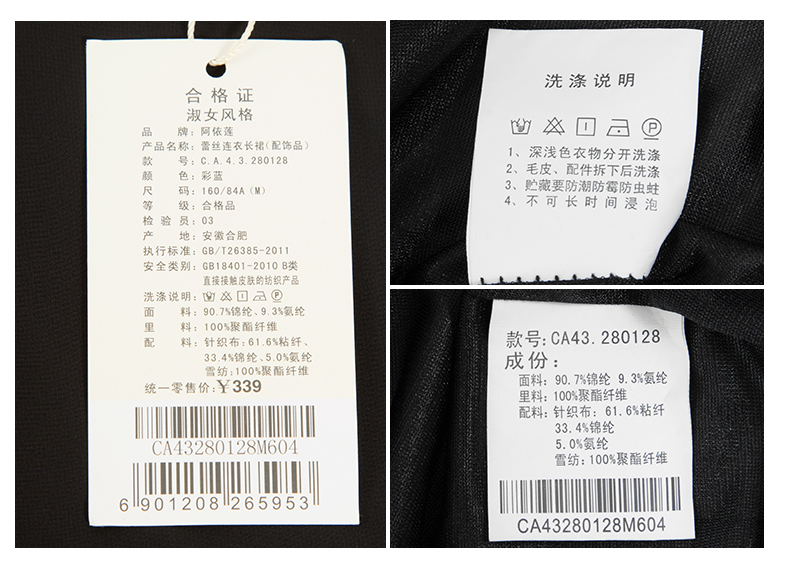 合格证
淑女风格
品 牌：阿依莲
产品名称：蕾丝连衣长裙（配饰品）
款 号：C.A.4.3.280128
颜 色：彩蓝
尺 码：160/84A（M）
等 级：合格品
检 验 员：03
产 地：安徽合肥
执行标准：GB/T26385-2011
安全类别：GB18401-2010 B类
直接接触皮肤的纺织产品
洗涤说明：
面 料：90.7%锦纶、9.3%氨纶
里 料：100%聚酯纤维
配 料：针织布：61.6%粘纤、
33.4%锦纶、5.0%氨纶
雪纺：100%聚酯纤维
统一零售价：￥339
CA43280128M604
6 901208 265953
洗涤说明
1、深浅色衣物分开洗涤
2、毛皮、配件拆下后洗涤
3、贮藏要防潮防霉防虫蛀
4、不可长时间浸泡
款号：CA43.280128
成份：
面料：90.7%锦纶 9.3%氨纶
里料：100%聚酯纤维
配料：针织布：61.6%粘纤
33.4%锦纶
5.0%氨纶
雪纺：100%聚酯纤维
CA43280128M604